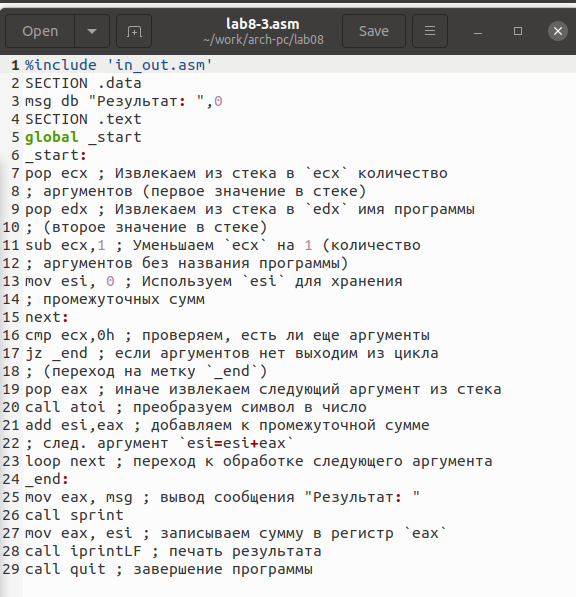 Open
lab8-3.asm
~/work/arch-pc/lab08
Save
1 %include 'in_out.asm'
2 SECTION .data
3 msg db "Результат: ",0
4 SECTION .text
5 global _start
6 _start:
7 pop ecx ; Извлекаем из стека в `ecx` количество
8 ; аргументов (первое значение в стеке)
9 pop edx ; Извлекаем из стека в `edx` имя программы
10 ; (второе значение в стеке)
11 sub ecx,1 ; Уменьшаем `ecx` на 1 (количество
12 ; аргументов без названия программы)
13 mov esi, 0 ; Используем `esi` для хранения
14 ; промежуточных сумм
15 next:
16 cmp ecx,0h ; проверяем, есть ли еще аргументы
17 jz _end ; если аргументов нет выходим из цикла
18 ; (переход на метку `_end`)
19 pop eax ; иначе извлекаем следующий аргумент из стека
20 call atoi ; преобразуем символ в число
21 add esi,eax ; добавляем к промежуточной сумме
22 ; след. аргумент `esi=esi+eax`
23 loop next ; переход к обработке следующего аргумента
24 _end:
25 mov eax, msg ; вывод сообщения "Результат: "
26 call sprint
27 mov eax, esi ; записываем сумму в регистр `eax`
28 call iprintLF ; печать результата
29 call quit ; завершение программы